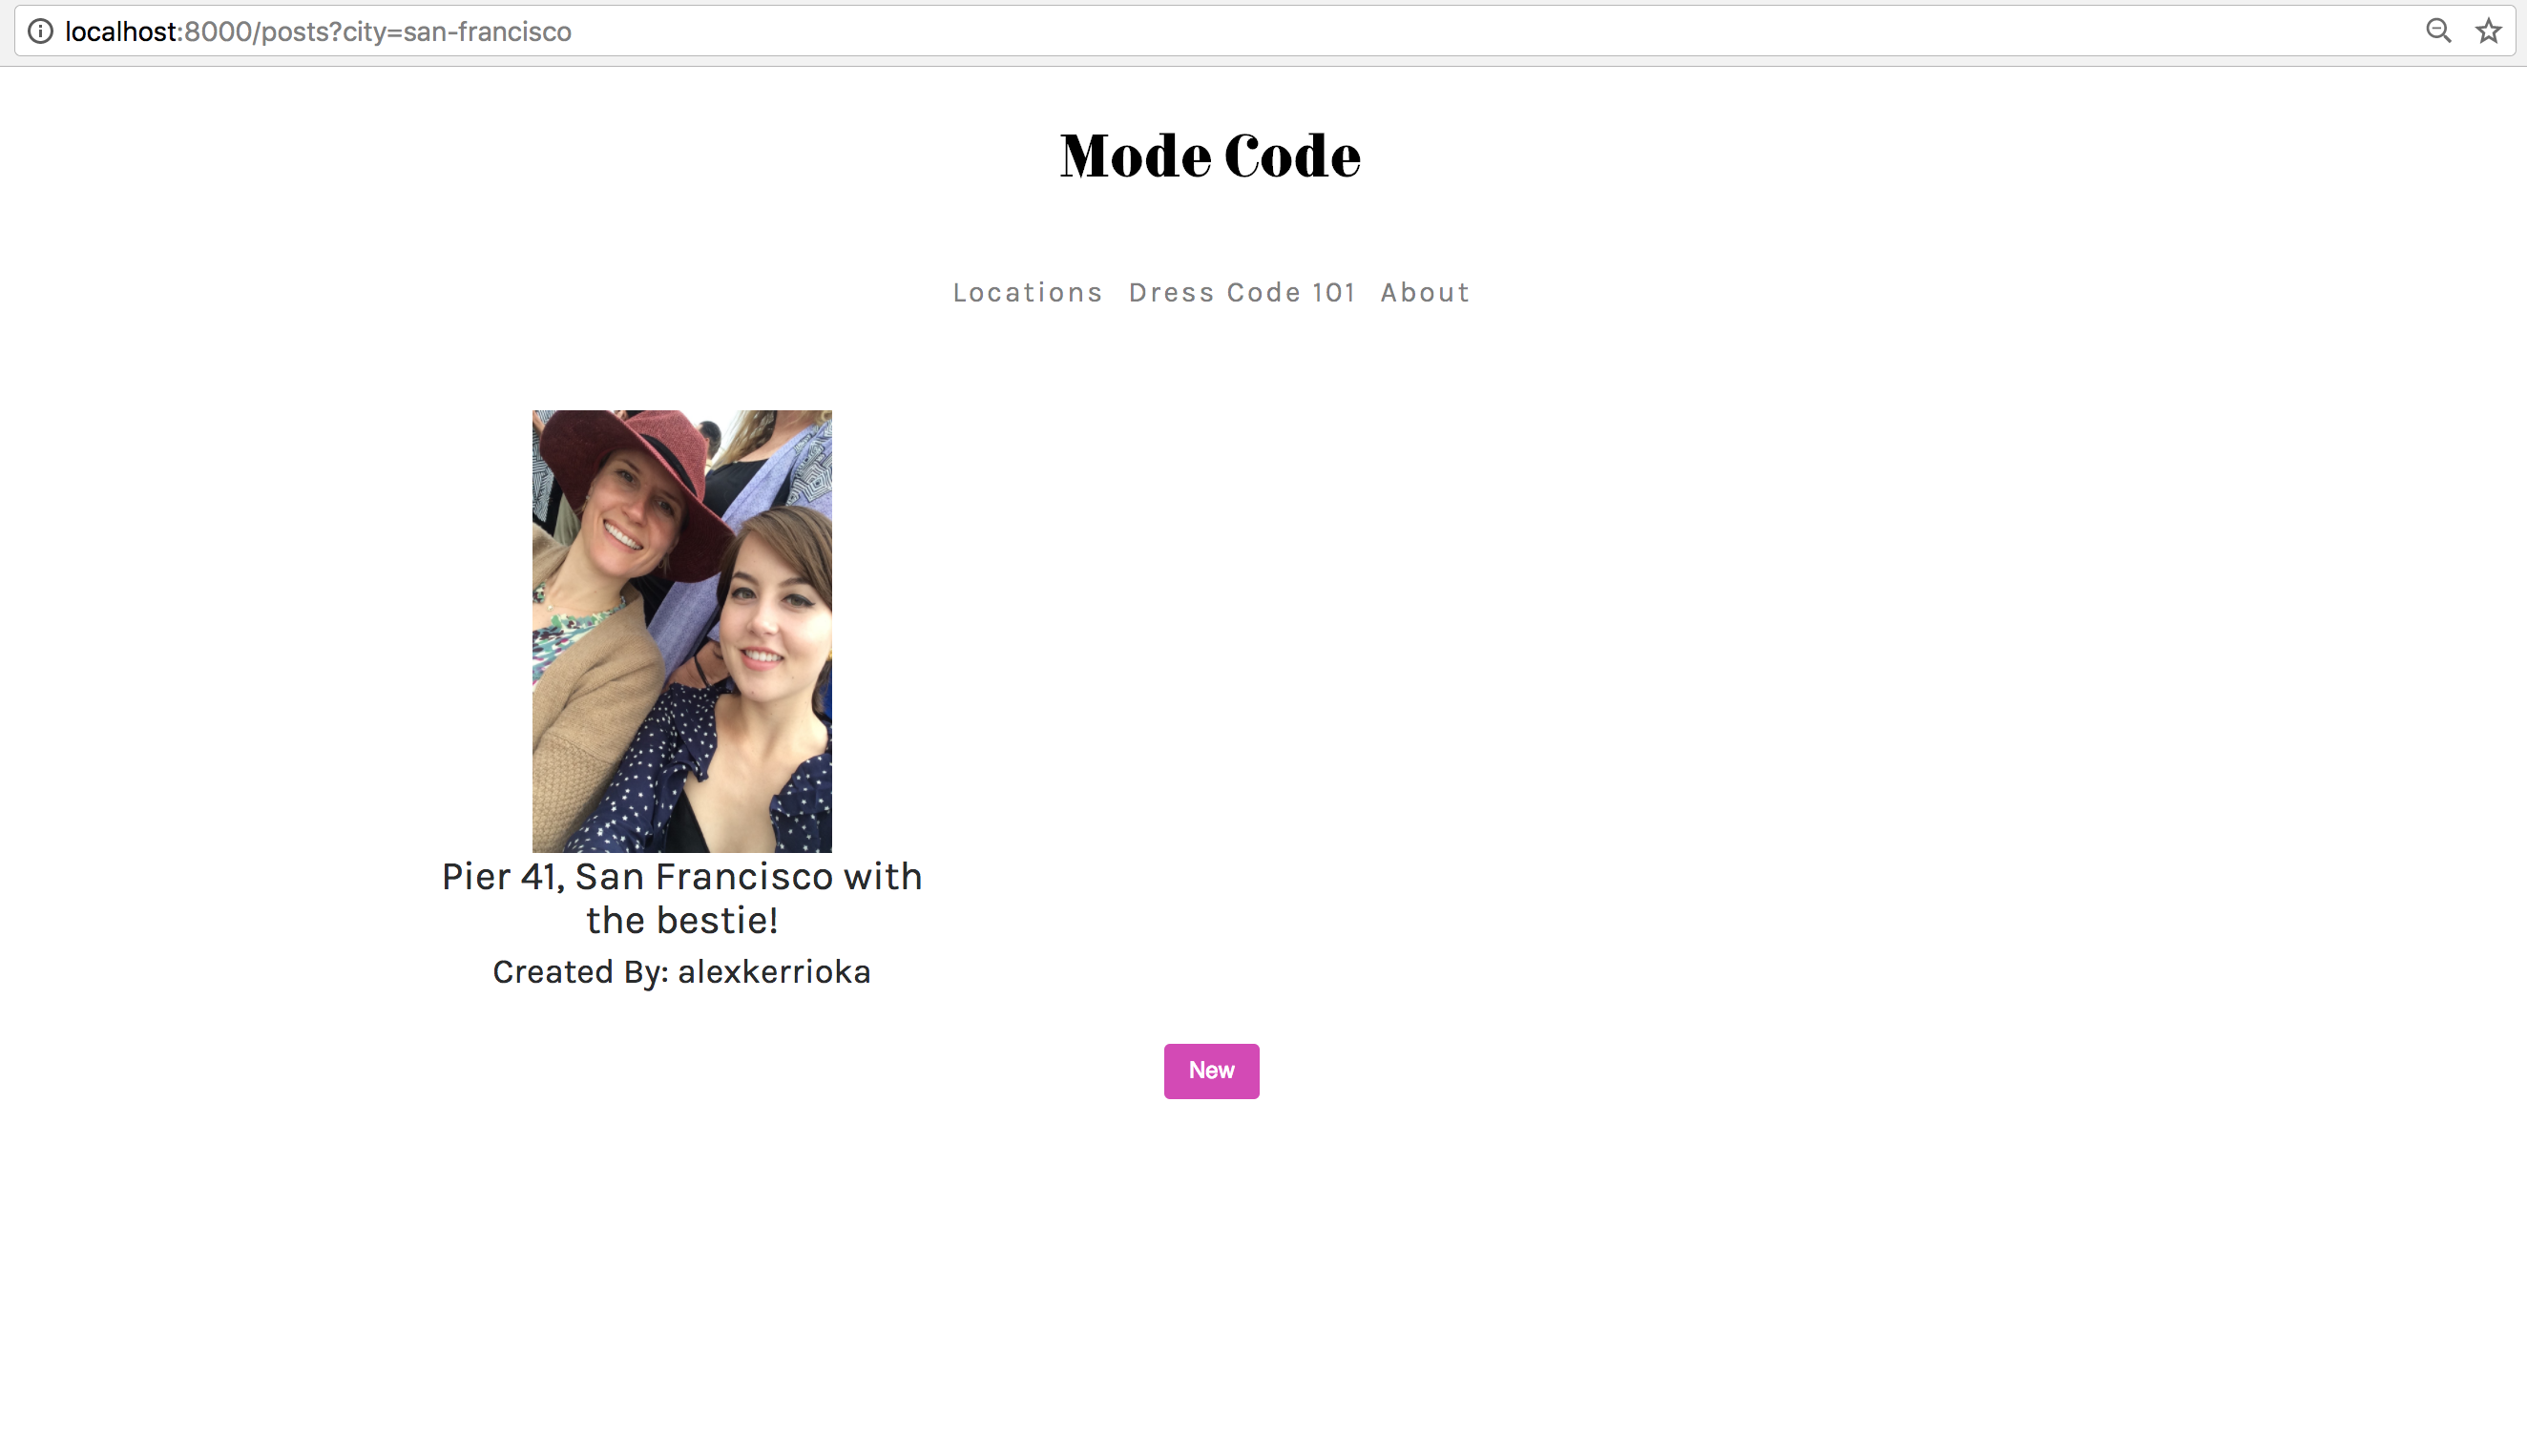 localhost:8000/posts?city=san-francisco
Mode Code
Locations Dress Code 101 About
Pier 41, San Francisco with
the bestie!
Created By: alexkerrioka
New